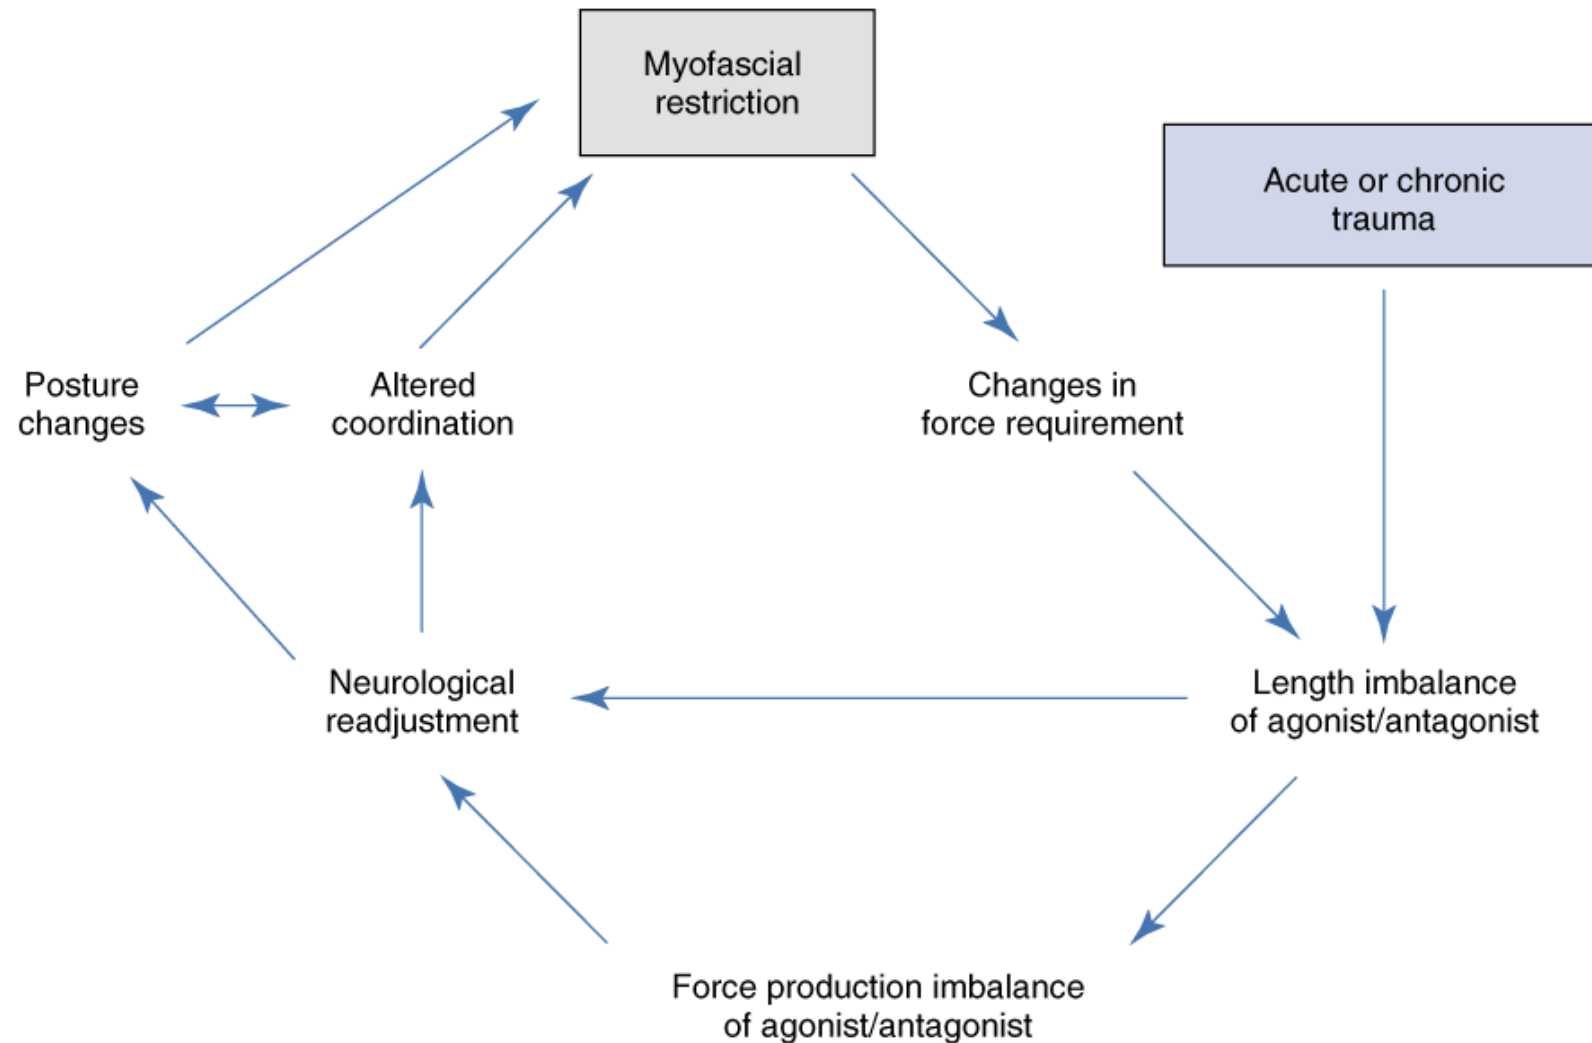 Myofascial
restriction
Acute or chronic
trauma
Posture
changes
Altered
coordination
Changes in
force requirement
Neurological
readjustment
Length imbalance
of agonist/antagonist
Force production imbalance
of agonist/antagonist